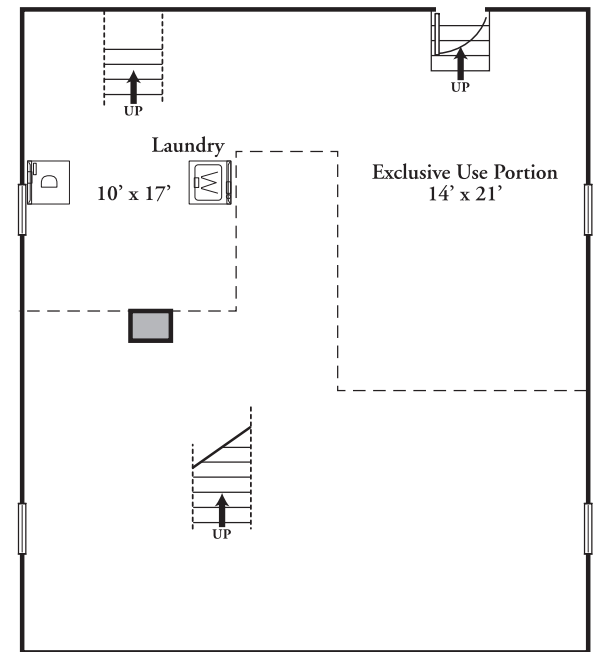 UP
UP
Laundry
D
10’ x 17’
W
Exclusive Use Portion
14’ x 21’
UP